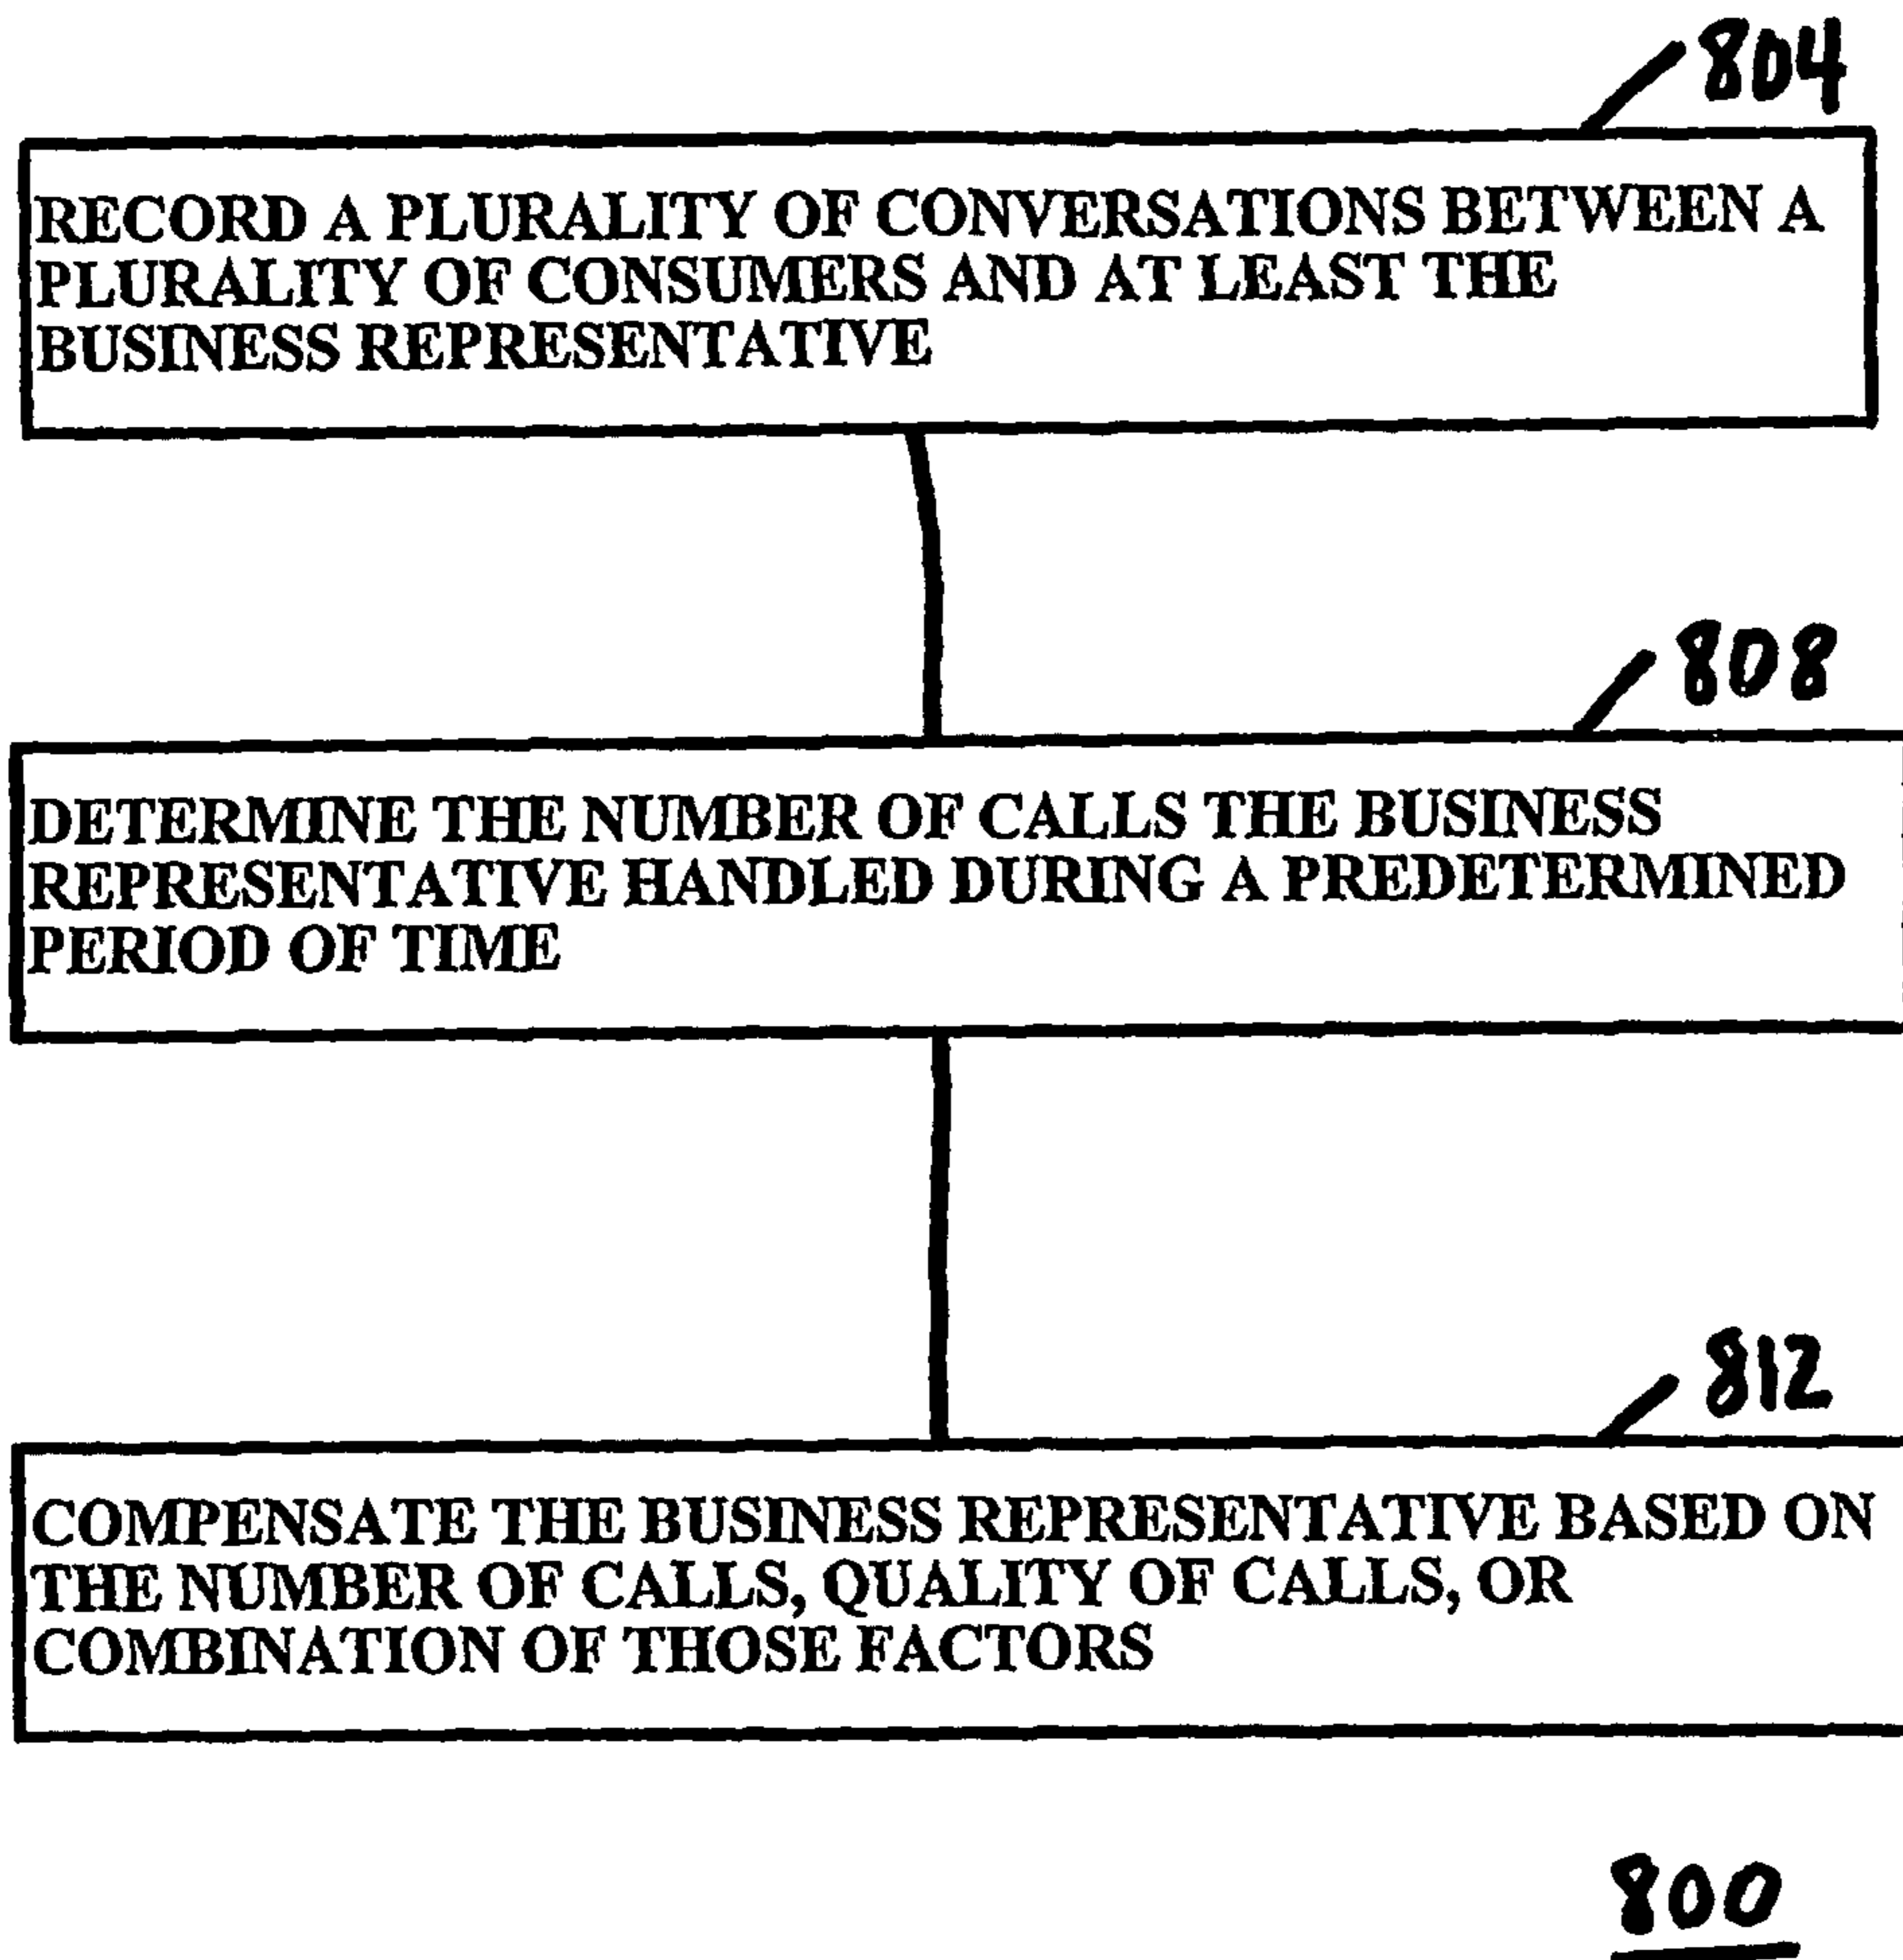 804
RECORD A PLURALITY OF CONVERSATIONS BETWEEN A
PLURALITY OF CONSUMERS AND AT LEAST THE
BUSINESS REPRESENTATIVE
808
DETERMINE THE NUMBER OF CALLS THE BUSINESS
REPRESENTATIVE HANDLED DURING A PREDETERMINED
PERIOD OF TIME
812
COMPENSATE THE BUSINESS REPRESENTATIVE BASED ON
THE NUMBER OF CALLS, QUALITY OF CALLS, OR
COMBINATION OF THOSE FACTORS
800